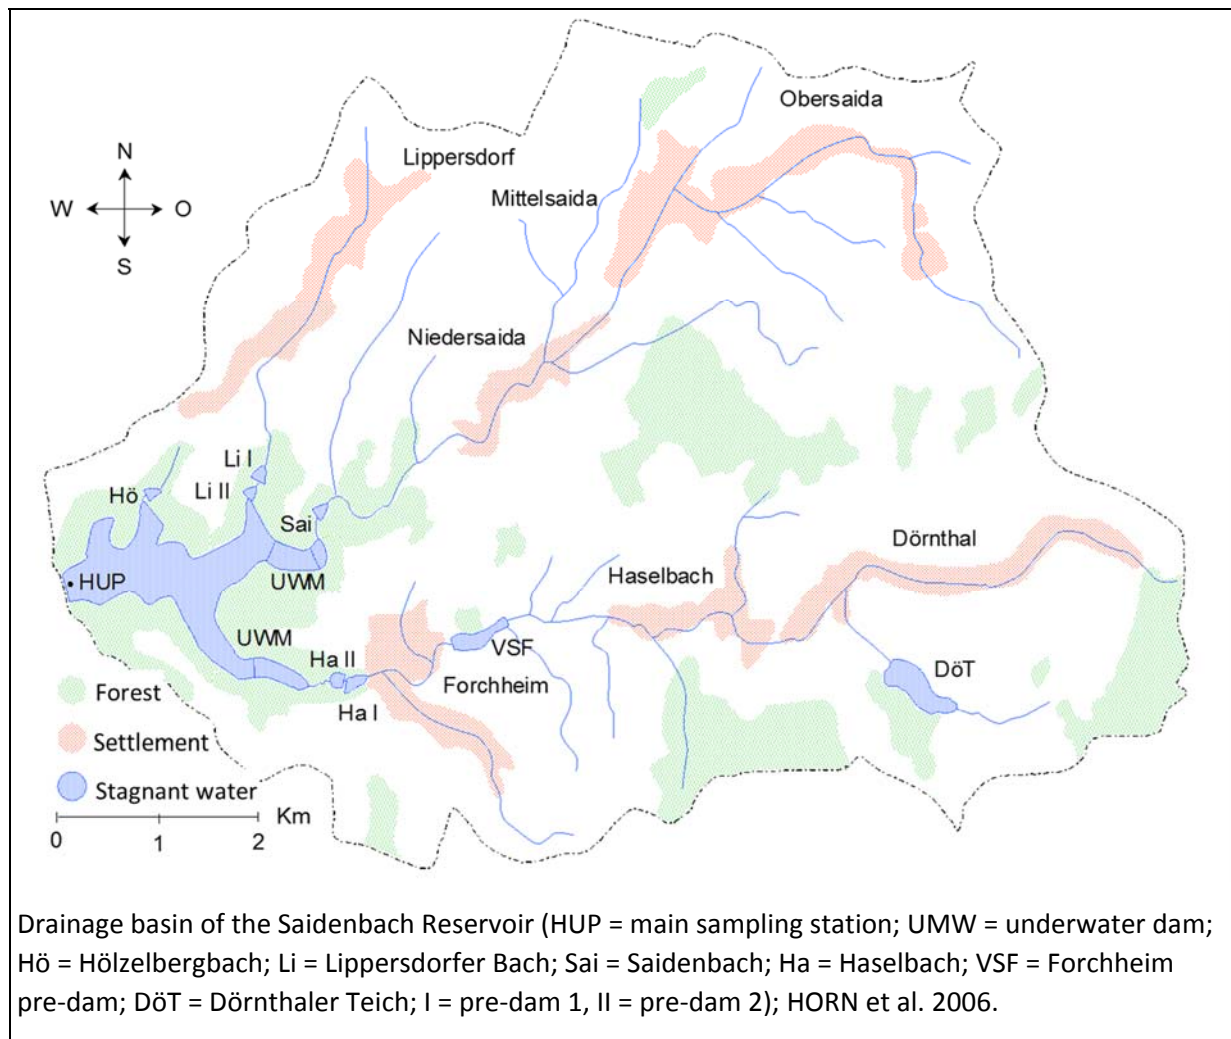 Obersaida
Lippersdorf
N
Mittelsaida
W
O
S
Niedersaida
Li I
Hö
Li II
Sai
Dörnthal
HUP
UWM
Haselbach
UWM
Ha II
VSF
DöT
Forest
Forchheim
Ha I
Settlement
Stagnant water
Km
0 1 2
Drainage basin of the Saidenbach Reservoir (HUP = main sampling station; UMW = underwater dam;
Hö = Hölzelbergbach; Li = Lippersdorfer Bach; Sai = Saidenbach; Ha = Haselbach; VSF = Forchheim
pre-dam; DöT = Dörnthaler Teich; I = pre-dam 1, II = pre-dam 2); HORN et al. 2006.